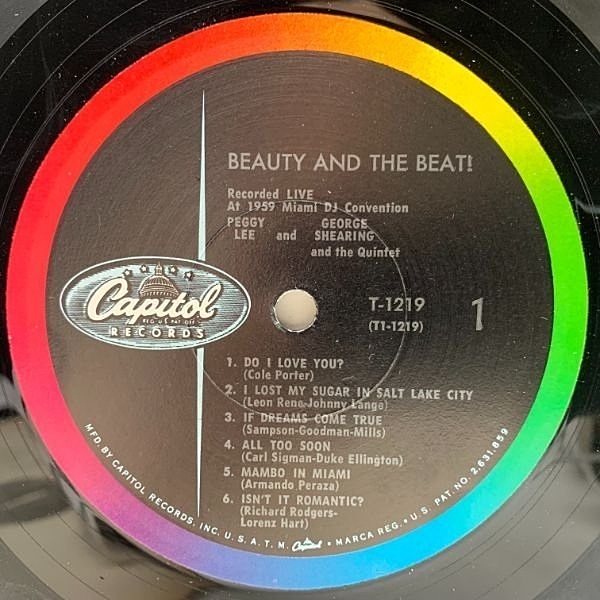 BEAUTY AND THE BEAT!
Recorded LIVE
At 1959 Miami DJ Convention
PEGGY GEORGE
LEE and SHEARING
and the Quintet
Capitol
REG. U.S. PAT. OFF.
RECORDS
T-1219 1
(T1-1219)
1. DO I LOVE YOU?
(Cole Porter)
2. I LOST MY SUGAR IN SALT LAKE CITY
(Leon Rene-Johnny Lange)
3. IF DREAMS COME TRUE
(Sampson-Goodman-Mills)
4. ALL TOO SOON
(Carl Sigman-Duke Ellington)
5. MAMBO IN MIAMI
(Armando Peraza)
6. ISN'T IT ROMANTIC?
(Richard Rodgers-
Lorenz Hart)
MFD. BY CAPITOL RECORDS, INC. U. S. A. T. M. Capitol • MARCA REG. • U. S. PAT. NO. 2,631,859